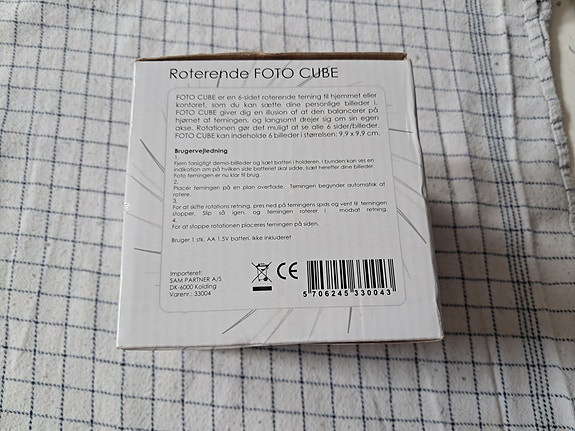 Roterende FOTO CUBE
FOTO CUBE er en 6-sidet roterende terning til hjemmet eller
kontoret, som du kan sætte dine personlige billeder i.
FOTO CUBE giver dig en illusion af at den balancerer på
hjørnet af terningen, og langsomt drejer sig om sin egen
akse. Rotationen gør det muligt at se alle 6 sider/billeder.
FOTO CUBE kan indeholde 6 billeder i størrelsen: 9,9 x 9,9 cm.
Brugervejledning
1.
Fjern forsigtigt demo-billeder og isæt batteri i holderen. I bunden kan ses en
indikation om på hvilken side batteriet skal sidde. Isæt herefter dine billeder.
Foto terningen er nu klar til brug.
2.
Placér terningen på en plan overflade. Terningen begynder automatisk at
rotere.
3.
For at skifte rotations retning, pres ned på terningens spids og vent til terningen
stopper. Slip så igen, og terningen roterer i modsat retning.
4.
For at stoppe rotationen placeres terningen på siden.
Bruger 1 stk. AA 1.5V batteri. Ikke inkluderet
Importeret:
SAM PARTNER A/S
DK-6000 Kolding
Varenr.: 33004
CE
5 706245 330043